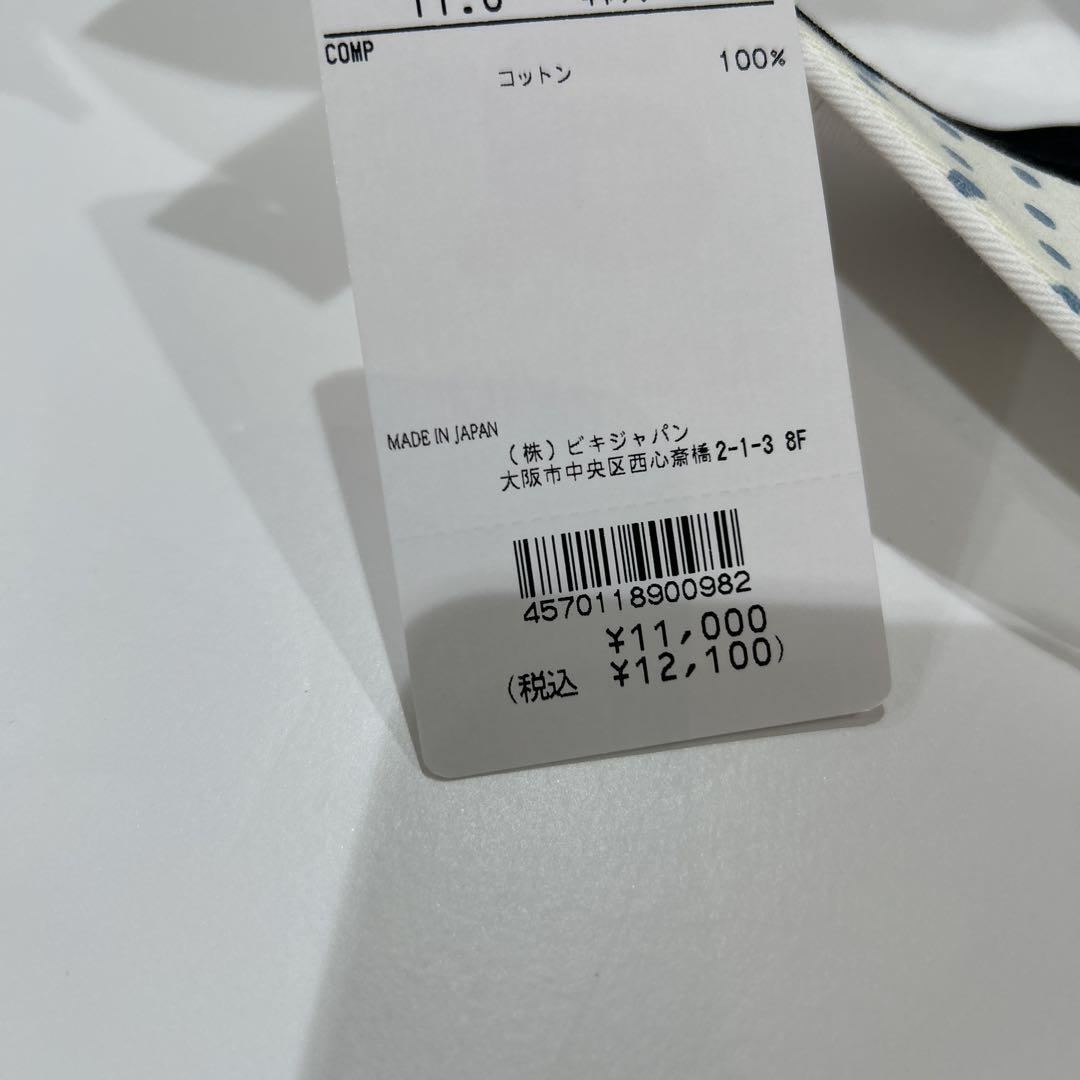 COMP
コットン 100%
MADE IN JAPAN
(株)ビキジャパン
大阪市中央区西心斎橋2-1-3 8F
4570118900982
¥11,000
(税込 ¥12,100)